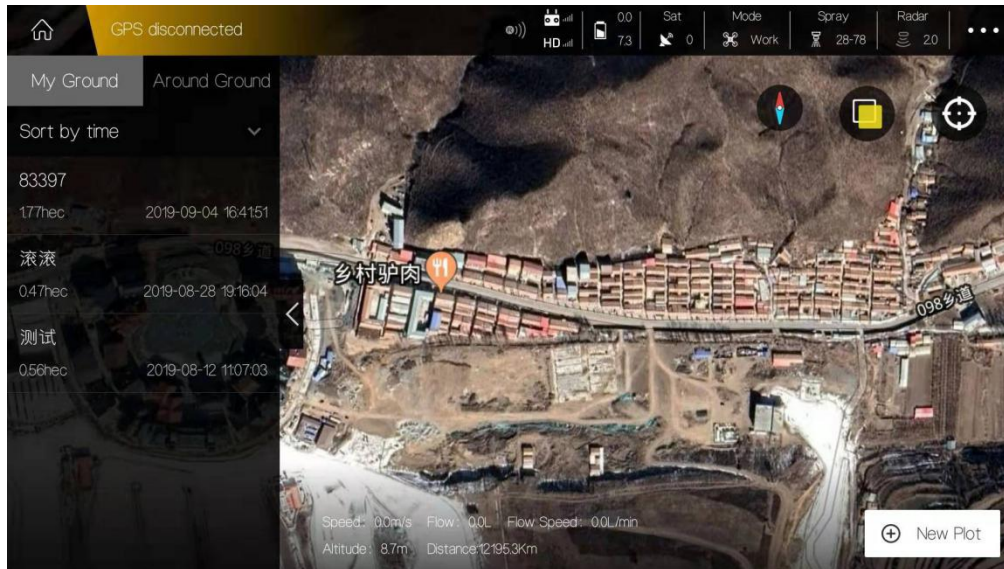 GPS disconnected
HD
0.0
7.3
Sat
0
Mode
Work
Spray
28-78
Radar
2.0
My Ground
Around Ground
Sort by time
83397
1.77hec 2019-09-04 16:41:51
滚滚
0.47hec 2019-08-28 19:16:04
测试
0.56hec 2019-08-12 11:07:03
098乡道
乡村驴肉
098乡道
Speed: 0.0m/s Flow: 0.0L Flow Speed: 0.0L/min
Altitude: 8.7m Distance:12195.3Km
New Plot